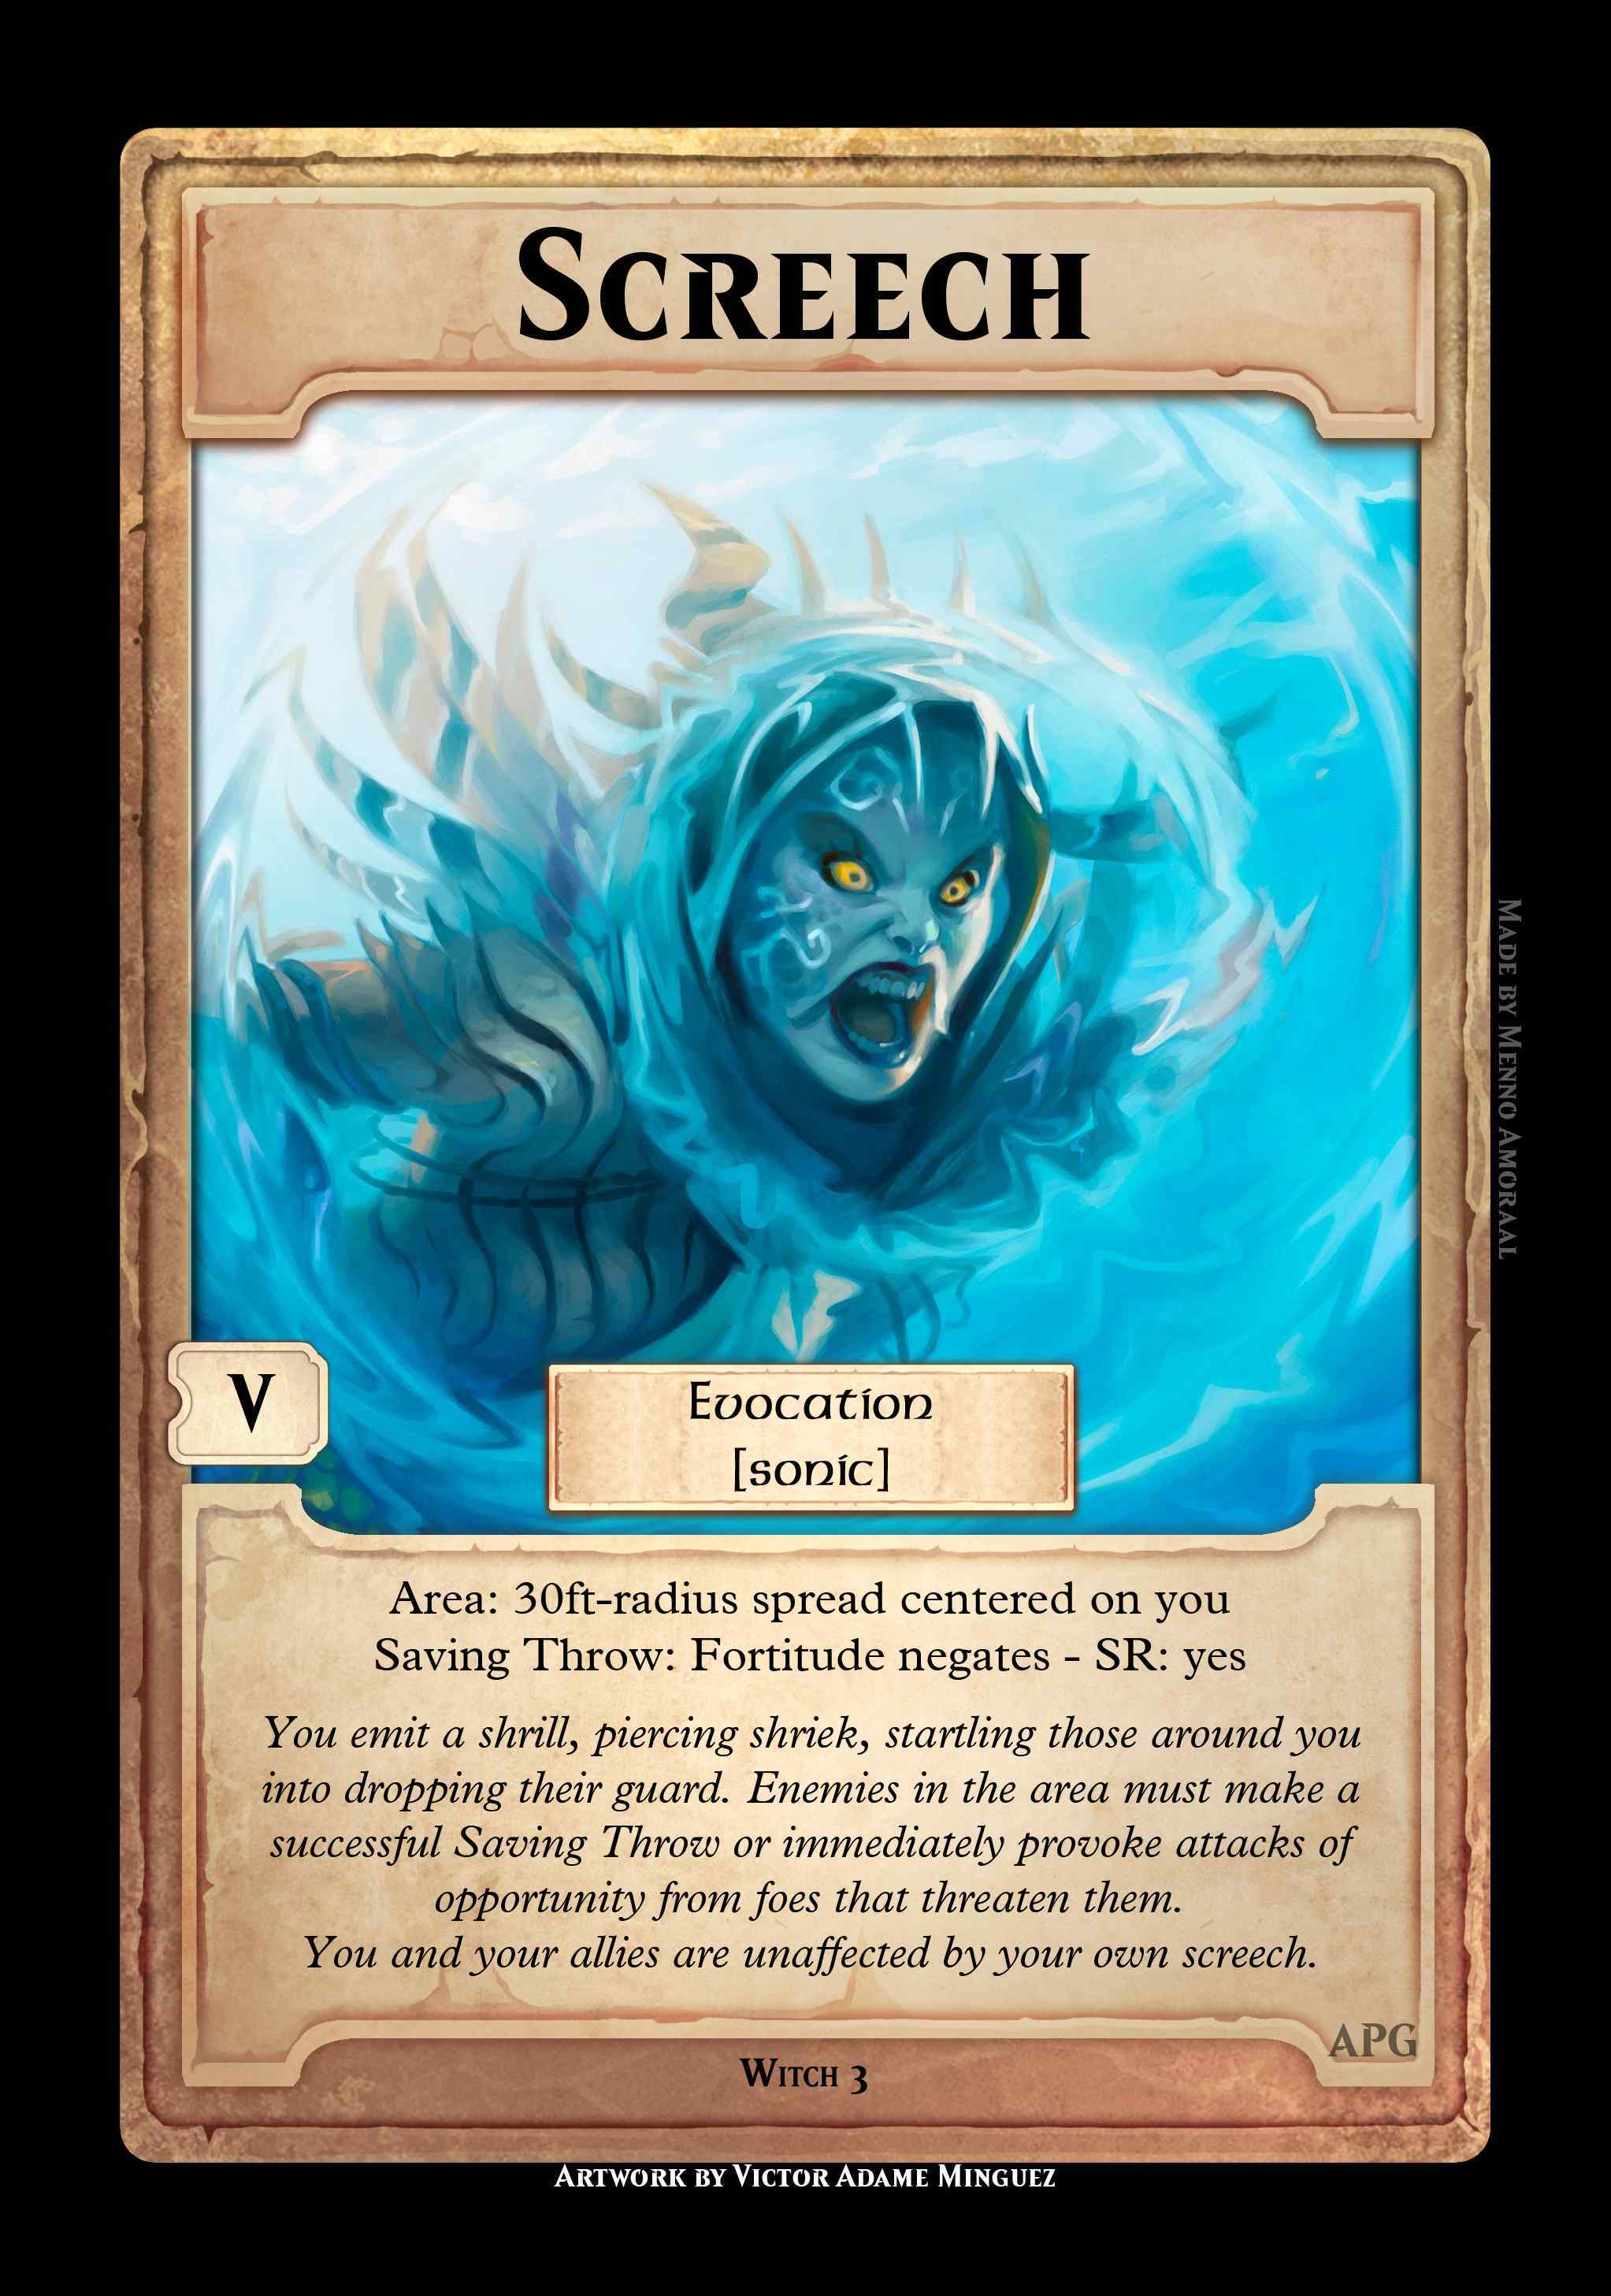 Screech
V
Evocation
[sonic]
Area: 30ft-radius spread centered on you
Saving Throw: Fortitude negates - SR: yes
You emit a shrill, piercing shriek, startling those around you
into dropping their guard. Enemies in the area must make a
successful Saving Throw or immediately provoke attacks of
opportunity from foes that threaten them.
You and your allies are unaffected by your own screech.
APG
Witch 3
Artwork by Victor Adame Minguez
Made by Menno Amoraal